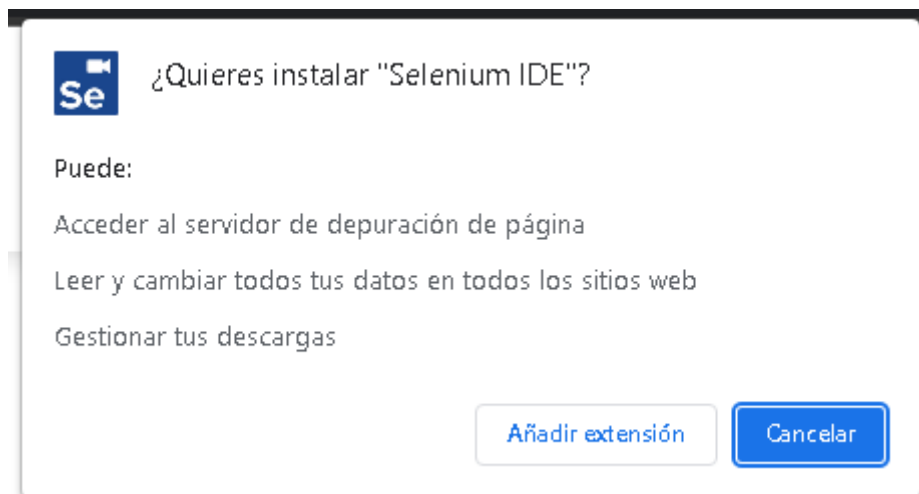 Se
¿Quieres instalar "Selenium IDE"?
Puede:
Acceder al servidor de depuración de página
Leer y cambiar todos tus datos en todos los sitios web
Gestionar tus descargas
Añadir extensión
Cancelar